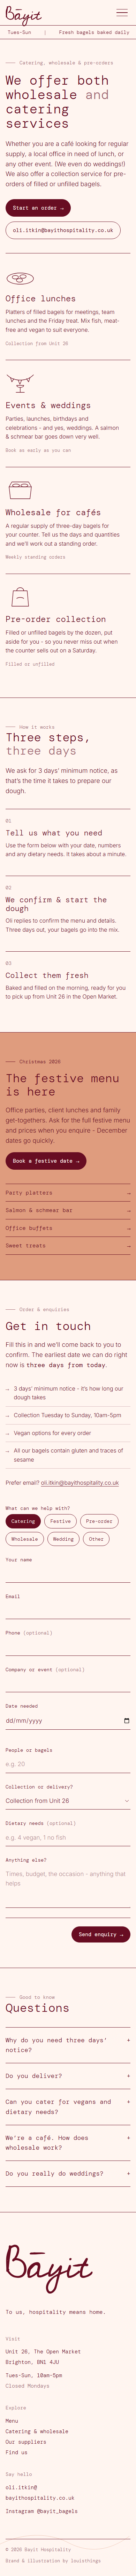 Bāyit
Tues-Sun | Fresh bagels baked daily
Catering, wholesale & pre-orders
We offer both
wholesale and
catering
services
Whether you are a café looking for regular
supply, a local office in need of lunch, or
any other event. (We even do weddings!)
We also offer a collection service for pre-
orders of filled or unfilled bagels.
Start an order →
oli.itkin@bayithospitality.co.uk
Office lunches
Platters of filled bagels for meetings, team
lunches and the Friday treat. Mix fish, meat-
free and vegan to suit everyone.
Collection from Unit 26
Events & weddings
Parties, launches, birthdays and
celebrations - and yes, weddings. A salmon
& schmear bar goes down very well.
Book as early as you can
Wholesale for cafés
A regular supply of three-day bagels for
your counter. Tell us the days and quantities
and we'll work out a standing order.
Weekly standing orders
Pre-order collection
Filled or unfilled bagels by the dozen, put
aside for you - so you never miss out when
the counter sells out on a Saturday.
Filled or unfilled
How it works
Three steps,
three days
We ask for 3 days' minimum notice, as
that's the time it takes to prepare our
dough.
01
Tell us what you need
Use the form below with your date, numbers
and any dietary needs. It takes about a minute.
02
We confirm & start the
dough
Oli replies to confirm the menu and details.
Three days out, your bagels go into the mix.
03
Collect them fresh
Baked and filled on the morning, ready for you
to pick up from Unit 26 in the Open Market.
Christmas 2026
The festive menu
is here
Office parties, client lunches and family
get-togethers. Ask for the full festive menu
and prices when you enquire - December
dates go quickly.
Book a festive date →
Party platters →
Salmon & schmear bar →
Office buffets →
Sweet treats →
Order & enquiries
Get in touch
Fill this in and we'll come back to you to
confirm. The earliest date we can do right
now is three days from today.
→ 3 days' minimum notice - it's how long our
dough takes
→ Collection Tuesday to Sunday, 10am-5pm
→ Vegan options for every order
→ All our bagels contain gluten and traces of
sesame
Prefer email? oli.itkin@bayithospitality.co.uk
What can we help with?
Catering Festive Pre-order
Wholesale Wedding Other
Your name
Email
Phone (optional)
Company or event (optional)
Date needed
dd/mm/yyyy
People or bagels
e.g. 20
Collection or delivery?
Collection from Unit 26
Dietary needs (optional)
e.g. 4 vegan, 1 no fish
Anything else?
Times, budget, the occasion - anything that
helps
Send enquiry →
Good to know
Questions
Why do you need three days' +
notice?
Do you deliver? +
Can you cater for vegans and +
dietary needs?
We're a café. How does +
wholesale work?
Do you really do weddings? +
Bāyit
To us, hospitality means home.
Visit
Unit 26, The Open Market
Brighton, BN1 4JU
Tues-Sun, 10am-5pm
Closed Mondays
Explore
Menu
Catering & wholesale
Our suppliers
Find us
Say hello
oli.itkin@
bayithospitality.co.uk
Instagram @bayit_bagels
© 2026 Bayit Hospitality
Brand & illustration by louisthings